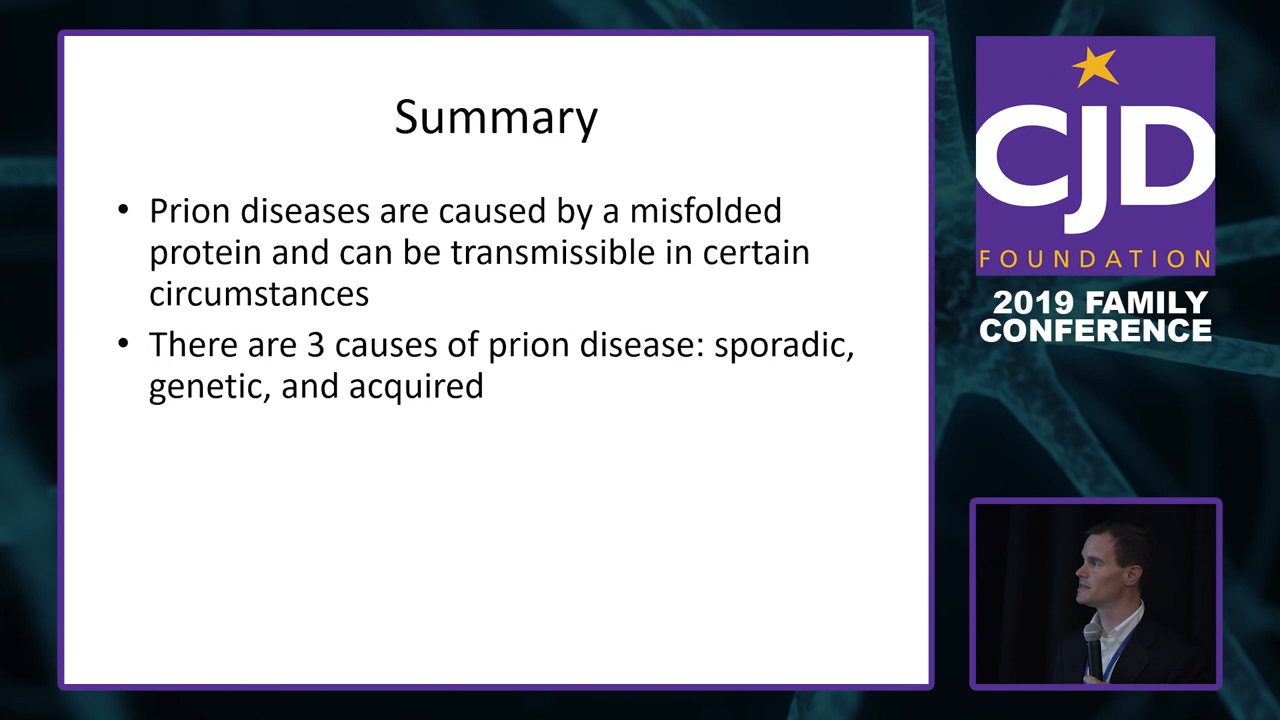 Summary
• Prion diseases are caused by a misfolded
protein and can be transmissible in certain
circumstances
• There are 3 causes of prion disease: sporadic,
genetic, and acquired
CJD
FOUNDATION
2019 FAMILY
CONFERENCE